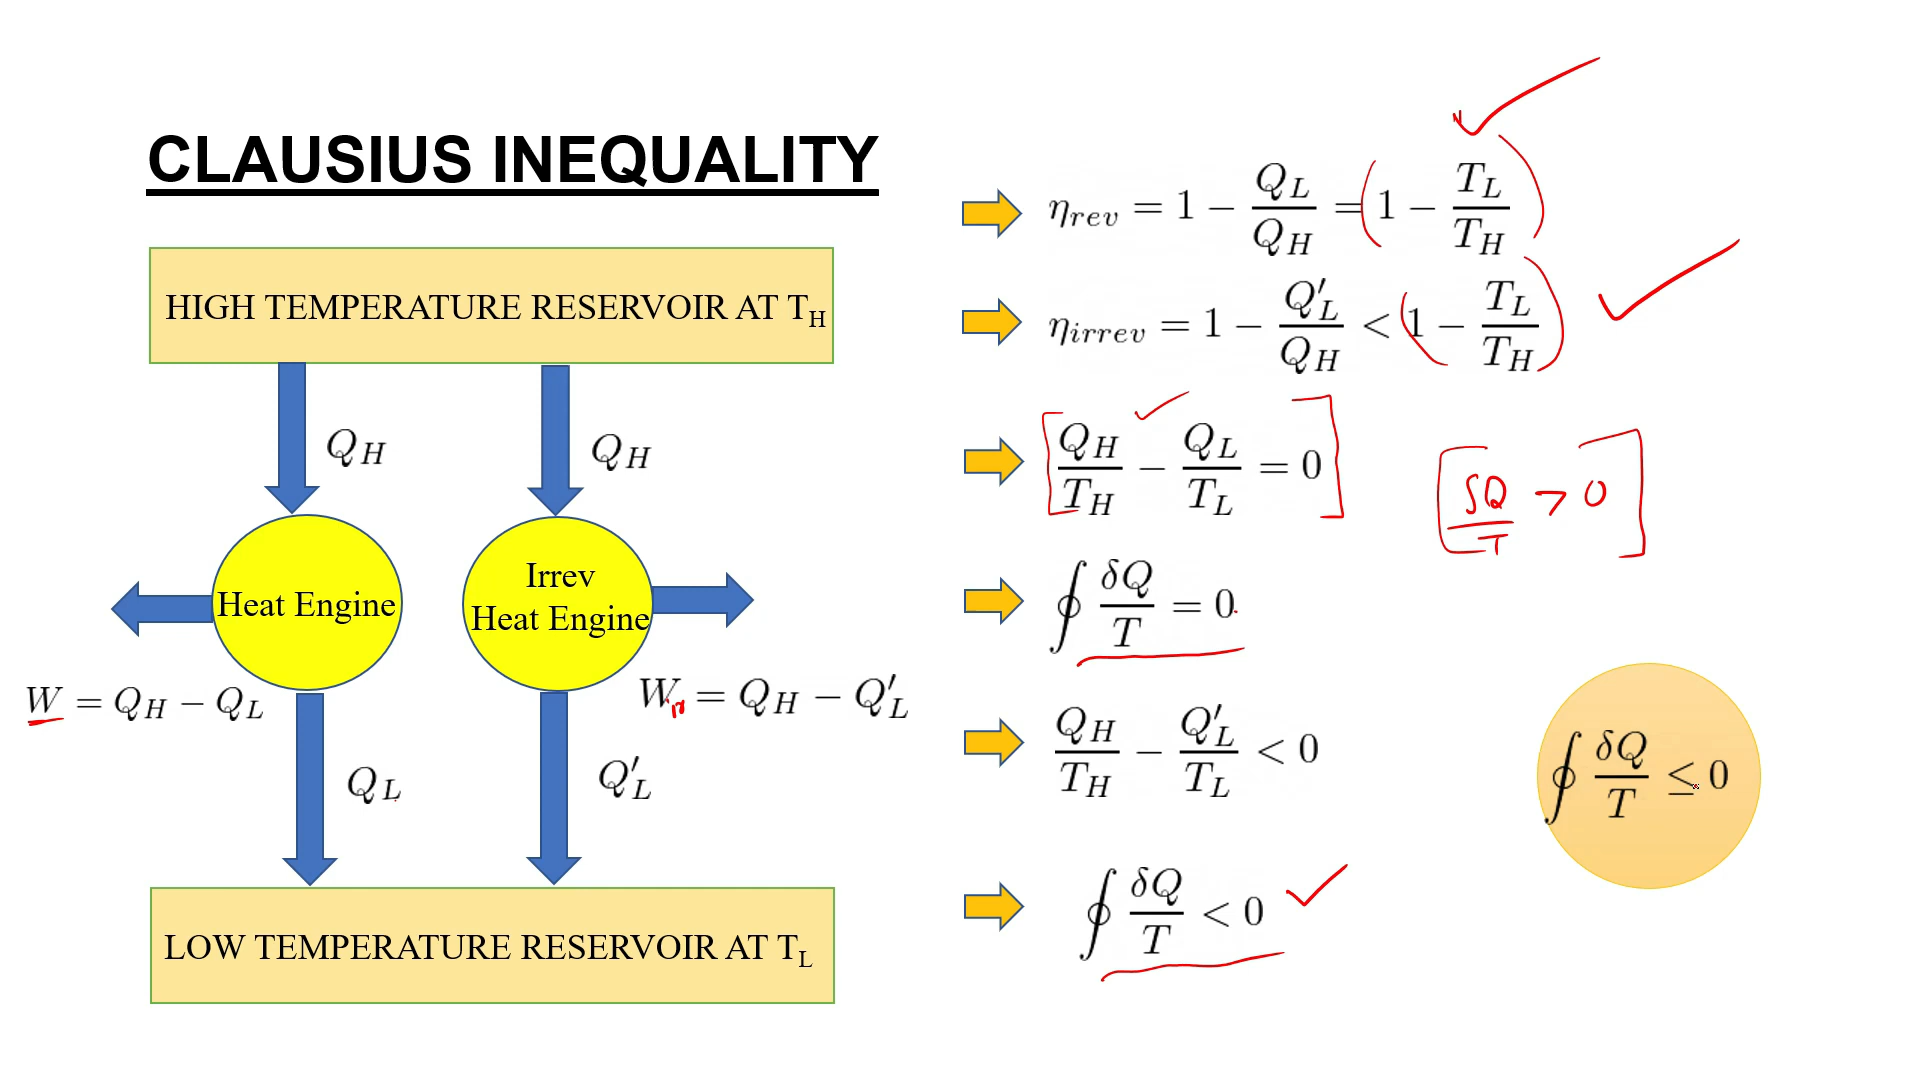 CLAUSIUS INEQUALITY
HIGH TEMPERATURE RESERVOIR AT T_H
Q_H
Q_H
Heat Engine
Irrev
Heat Engine
W = Q_H − Q_L
W = Q_H − Q'_L
Q_L
Q'_L
LOW TEMPERATURE RESERVOIR AT T_L
η_rev = 1 − Q_L/Q_H = (1 − T_L/T_H)
η_irrev = 1 − Q'_L/Q_H < (1 − T_L/T_H)
[Q_H/T_H − Q_L/T_L = 0]
[δQ/T > 0]
∮ δQ/T = 0
Q_H/T_H − Q'_L/T_L < 0
∮ δQ/T ≤ 0
∮ δQ/T < 0